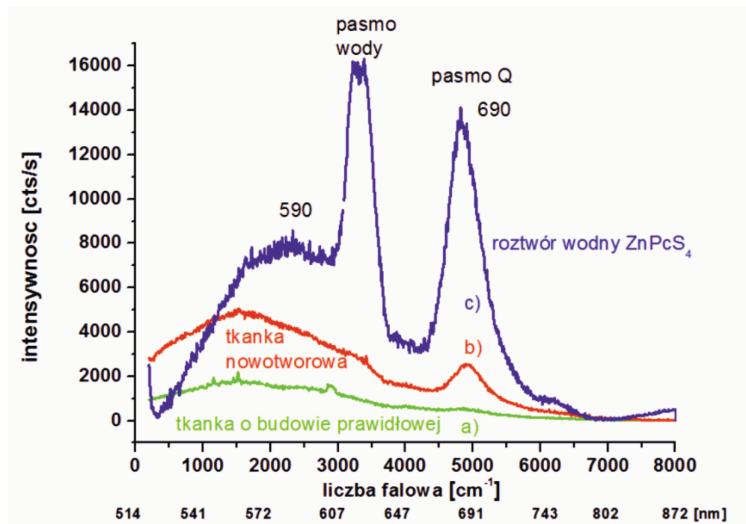 pasmo
wody
16000
14000
12000
10000
8000
6000
4000
2000
0
intensywnosc [cts/s]
pasmo Q
690
590
roztwór wodny ZnPcS₄
c)
tkanka
nowotworowa
b)
tkanka o budowie prawidłowej
a)
0 1000 2000 3000 4000 5000 6000 7000 8000
liczba falowa [cm⁻¹]
514 541 572 607 647 691 743 802 872 [nm]